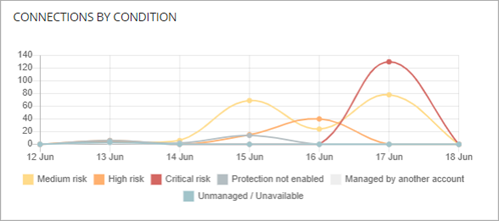 CONNECTIONS BY CONDITION
140
120
100
80
60
40
20
0
12 Jun 13 Jun 14 Jun 15 Jun 16 Jun 17 Jun 18 Jun
Medium risk High risk Critical risk Protection not enabled Managed by another account
Unmanaged / Unavailable